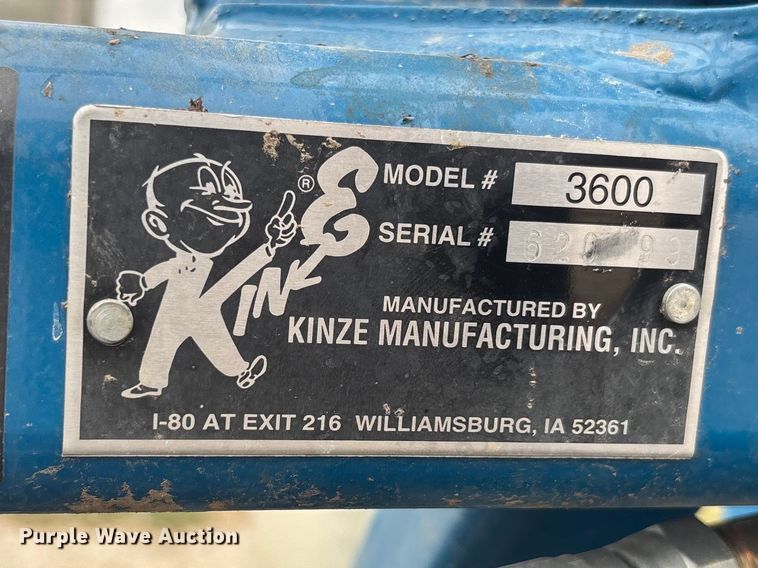 KINZE ®
MODEL # 3600
SERIAL #
MANUFACTURED BY
KINZE MANUFACTURING, INC.
I-80 AT EXIT 216 WILLIAMSBURG, IA 52361
Purple Wave Auction